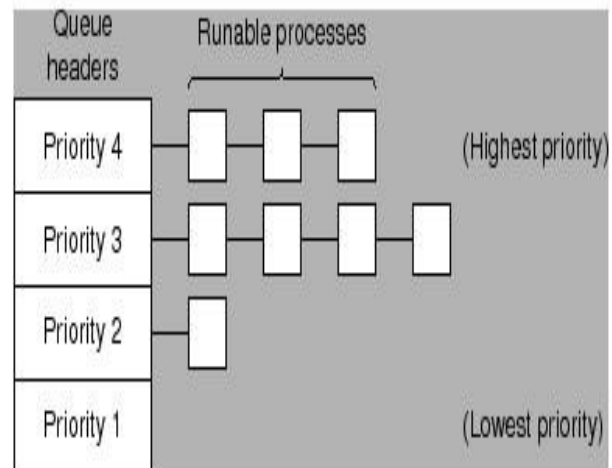 Queue
headers
Runable processes
Priority 4
(Highest priority)
Priority 3
Priority 2
Priority 1
(Lowest priority)